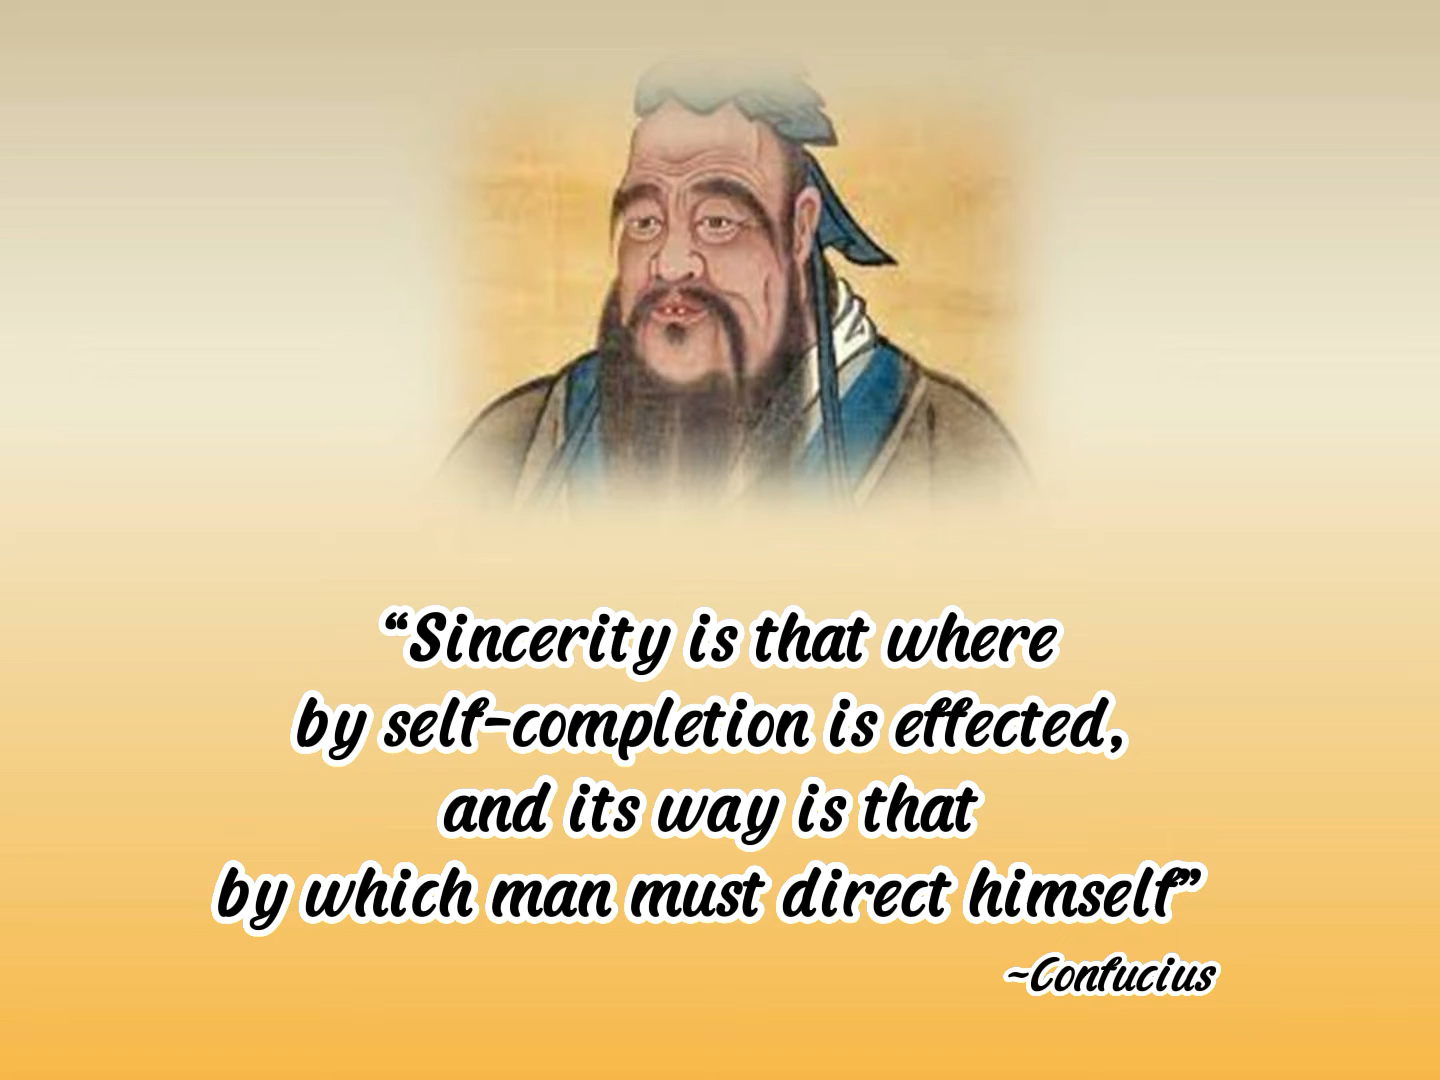 “Sincerity is that where
by self-completion is effected,
and its way is that
by which man must direct himself”
~Confucius